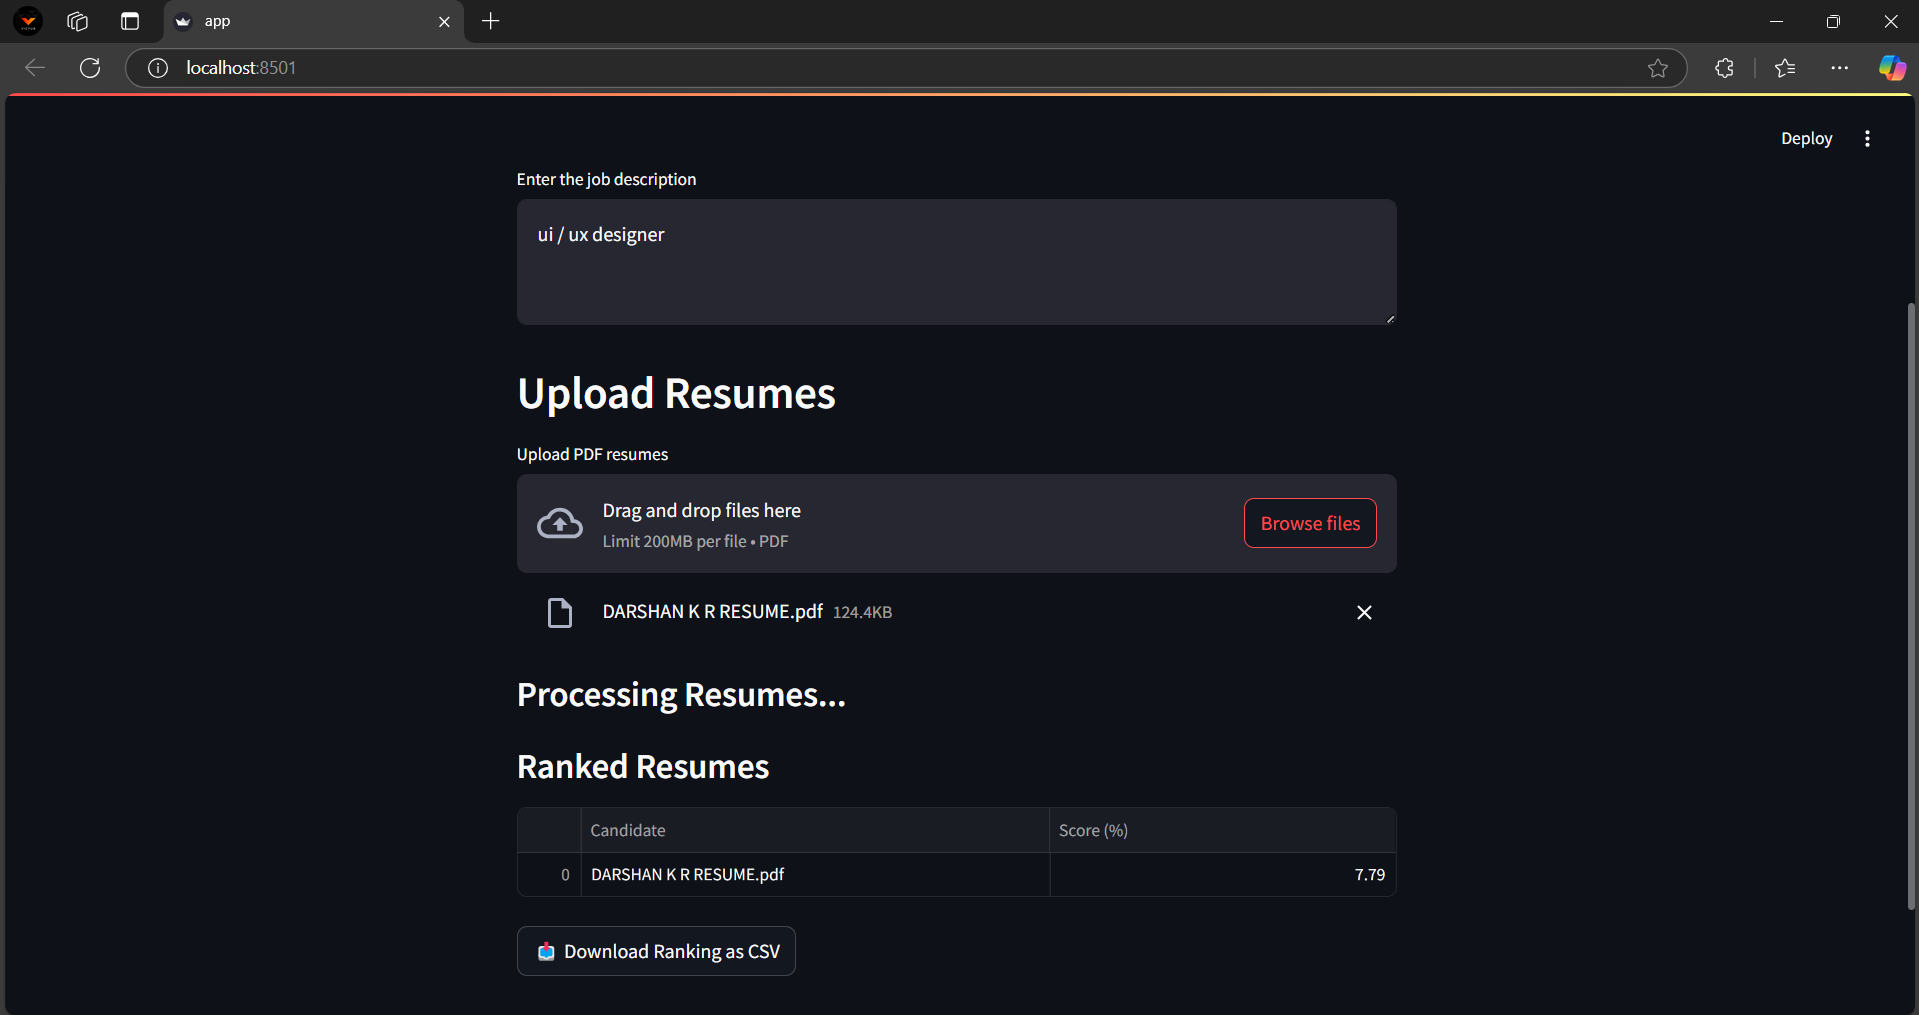 app
localhost:8501
Deploy
Enter the job description
ui / ux designer
Upload Resumes
Upload PDF resumes
Drag and drop files here
Limit 200MB per file • PDF
Browse files
DARSHAN K R RESUME.pdf 124.4KB
Processing Resumes...
Ranked Resumes
Candidate Score (%)
0 DARSHAN K R RESUME.pdf 7.79
Download Ranking as CSV